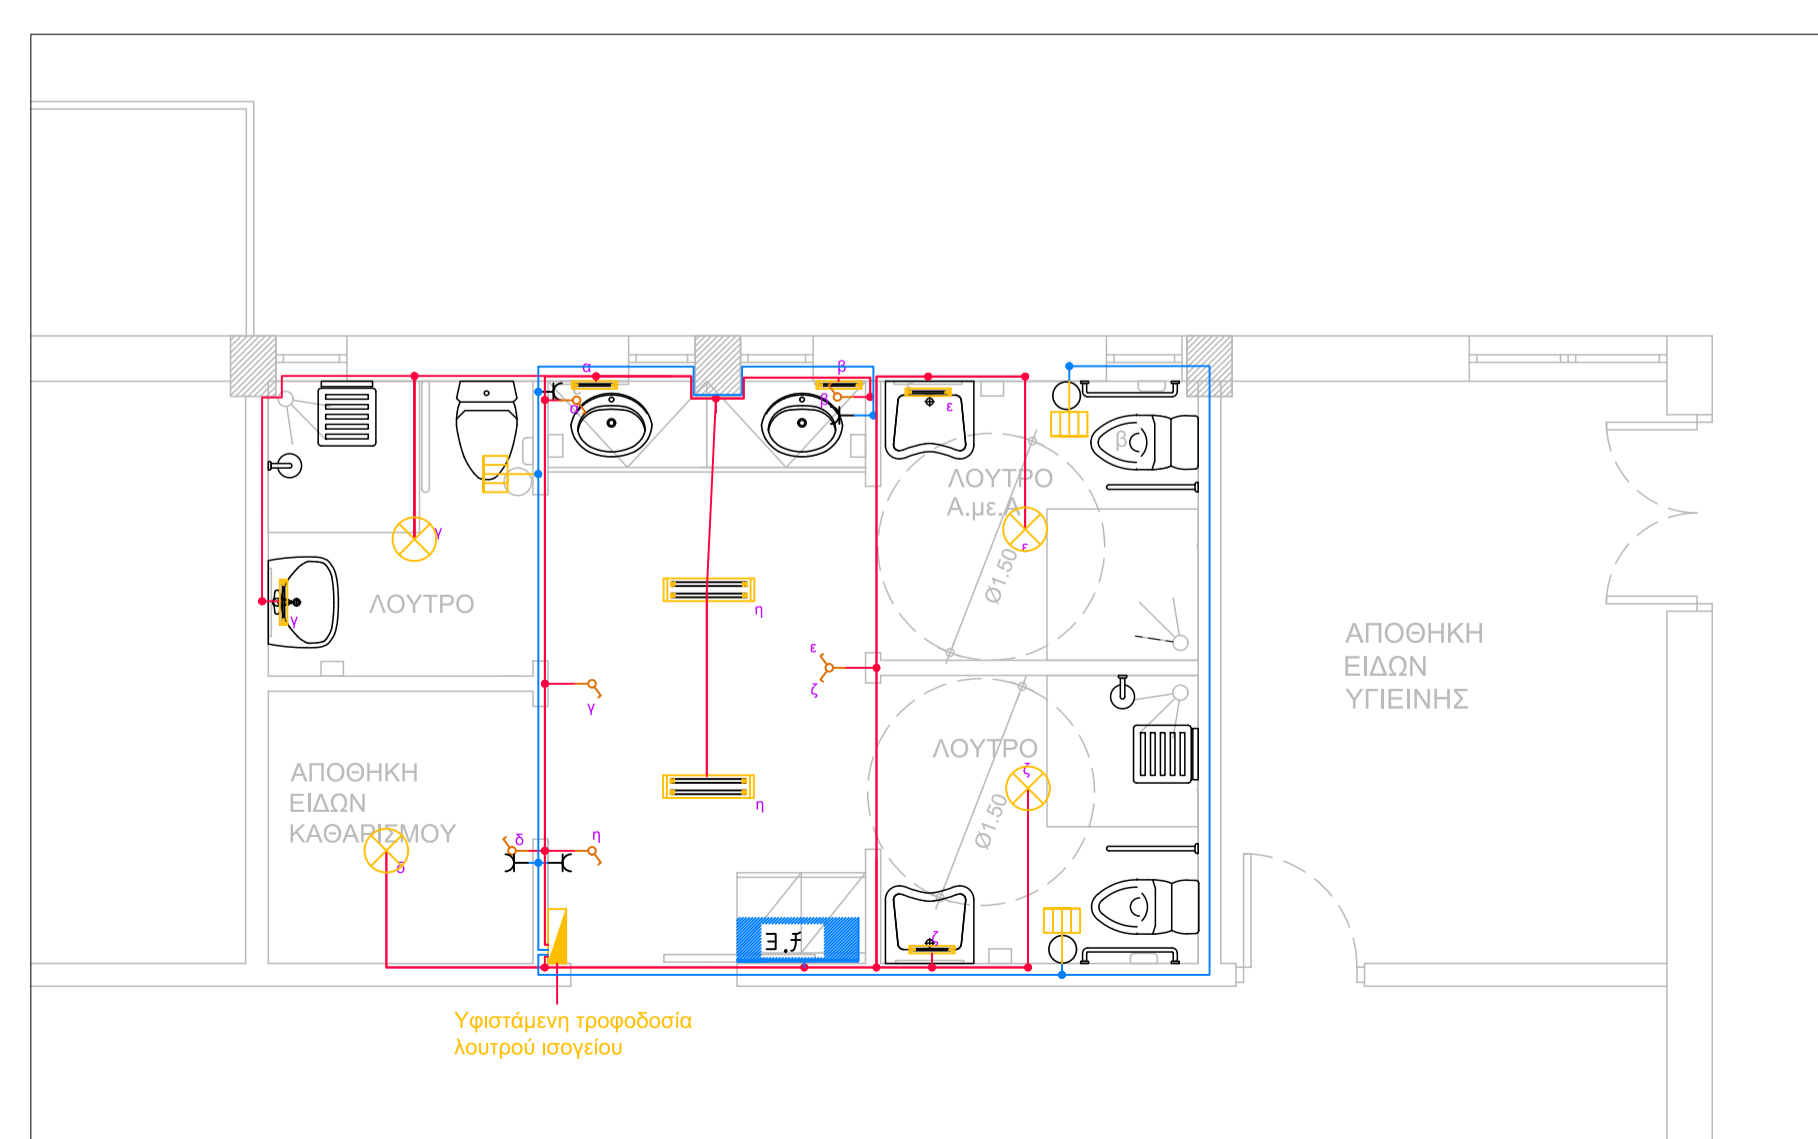 α
β
α
β
ε
γ
ΛΟΥΤΡΟ
Α.με.Α
β
ε
Ø1.50
ΛΟΥΤΡΟ
γ
η
ε
ζ
γ
ΑΠΟΘΗΚΗ
ΕΙΔΩΝ
ΥΓΙΕΙΝΗΣ
ΛΟΥΤΡΟ
ζ
Ø1.50
ΑΠΟΘΗΚΗ
ΕΙΔΩΝ
ΚΑΘΑΡΙΣΜΟΥ
η
δ
η
δ
ζ
Υφιστάμενη τροφοδοσία
λουτρού ισογείου